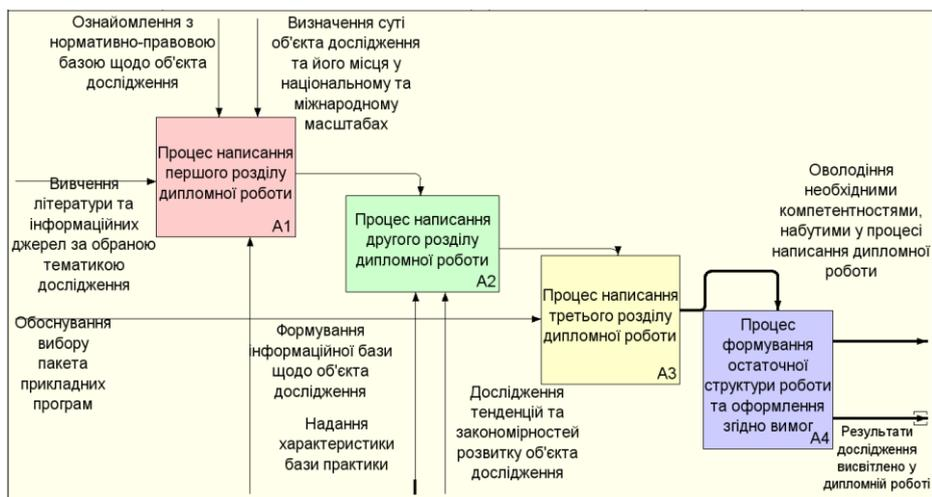 Ознайомлення з
нормативно-правовою
базою щодо об'єкта
дослідження
Визначення суті
об'єкта дослідження
та його місця у
національному та
міжнародному
масштабах
Процес написання
першого розділу
дипломної роботи
A1
Вивчення
літератури та
інформаційних
джерел за обраною
тематикою
дослідження
Процес написання
другого розділу
дипломної роботи
A2
Оволодіння
необхідними
компетентностями,
набутими у процесі
написання дипломної
роботи
Процес написання
третього розділу
дипломної роботи
A3
Обоснування
вибору
пакета
прикладних
програм
Формування
інформаційної бази
щодо об'єкта
дослідження
Процес
формування
остаточної
структури роботи
та оформлення
згідно вимог
A4
Надання
характеристики
бази практики
Дослідження
тенденцій та
закономірностей
розвитку об'єкта
дослідження
Результати
дослідження
висвітлено у
дипломній роботі